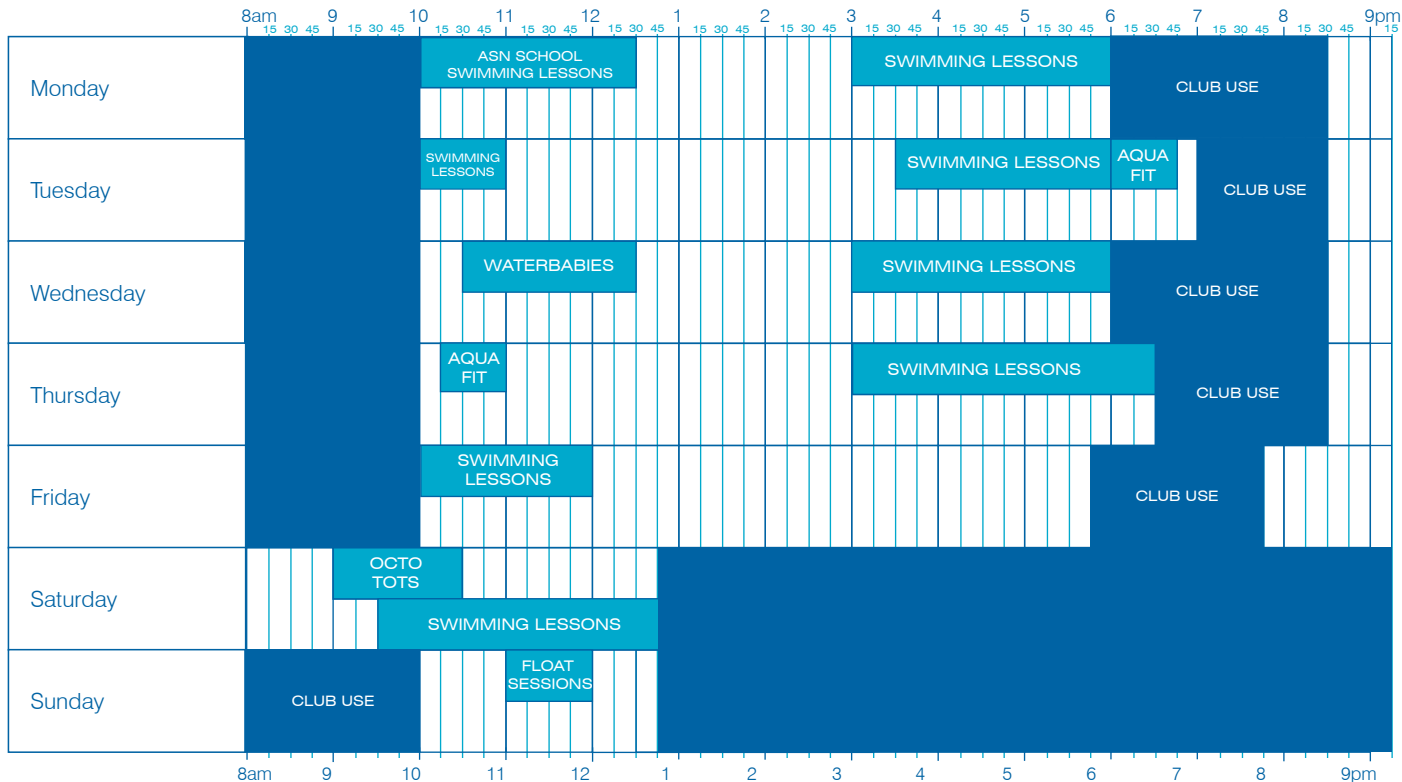 8am 9 10 11 12 1 2 3 4 5 6 7 8 9pm
15 30 45 15 30 45 15 30 45 15 30 45 15 30 45 15 30 45 15 30 45 15 30 45 15 30 45 15 30 45 15 30 45 15 30 45 15 30 45 15
Monday
ASN SCHOOL
SWIMMING LESSONS
SWIMMING LESSONS
CLUB USE
Tuesday
SWIMMING
LESSONS
SWIMMING LESSONS
AQUA
FIT
CLUB USE
Wednesday
WATERBABIES
SWIMMING LESSONS
CLUB USE
Thursday
AQUA
FIT
SWIMMING LESSONS
CLUB USE
Friday
SWIMMING
LESSONS
CLUB USE
Saturday
OCTO
TOTS
SWIMMING LESSONS
Sunday
CLUB USE
FLOAT
SESSIONS
8am 9 10 11 12 1 2 3 4 5 6 7 8 9pm